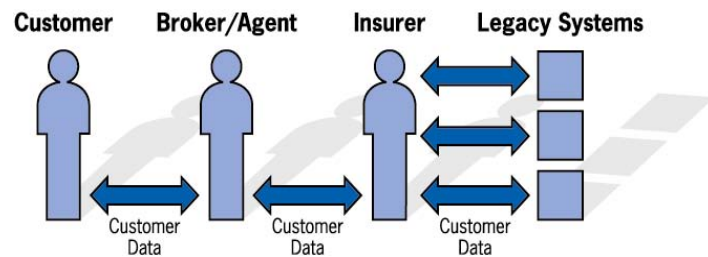 Customer Broker/Agent Insurer Legacy Systems
Customer Customer Customer
Data Data Data